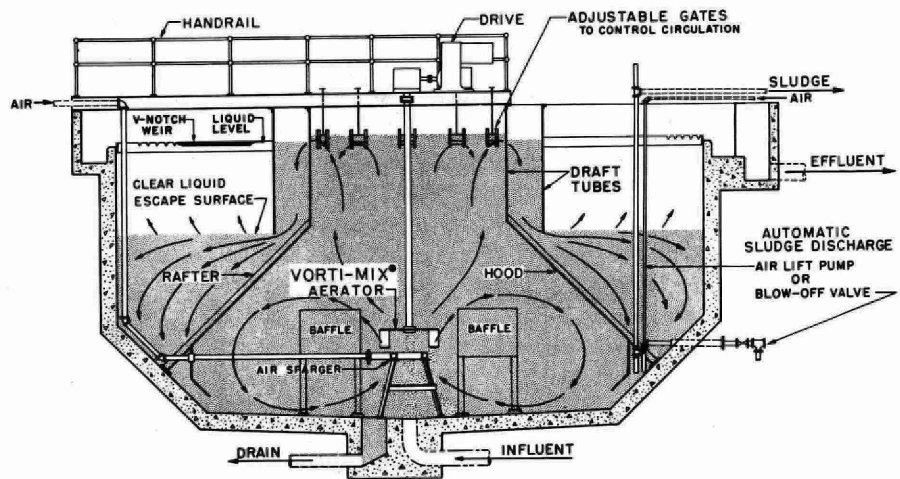 HANDRAIL
DRIVE
ADJUSTABLE GATES
TO CONTROL CIRCULATION
AIR
SLUDGE
AIR
V-NOTCH
WEIR
LIQUID
LEVEL
EFFLUENT
CLEAR LIQUID
ESCAPE SURFACE
DRAFT
TUBES
AUTOMATIC
SLUDGE DISCHARGE
AIR LIFT PUMP
OR
BLOW-OFF VALVE
RAFTER
VORTI-MIX®
AERATOR
HOOD
BAFFLE
BAFFLE
AIR SPARGER
DRAIN
INFLUENT